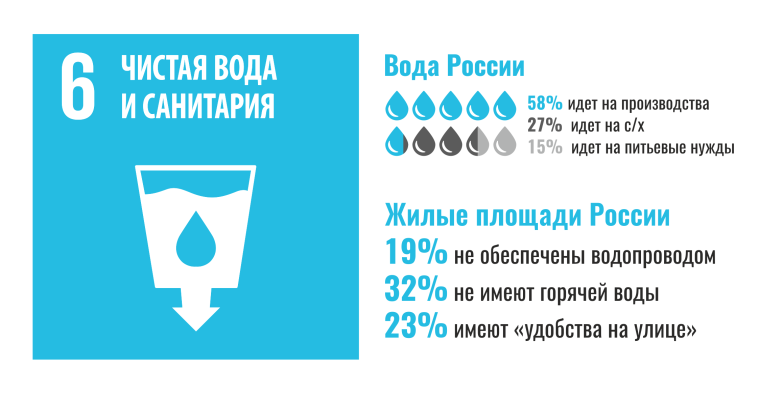 6
ЧИСТАЯ ВОДА
И САНИТАРИЯ
Вода России
58% идет на производства
27% идет на с/х
15% идет на питьевые нужды
Жилые площади России
19% не обеспечены водопроводом
32% не имеют горячей воды
23% имеют «удобства на улице»